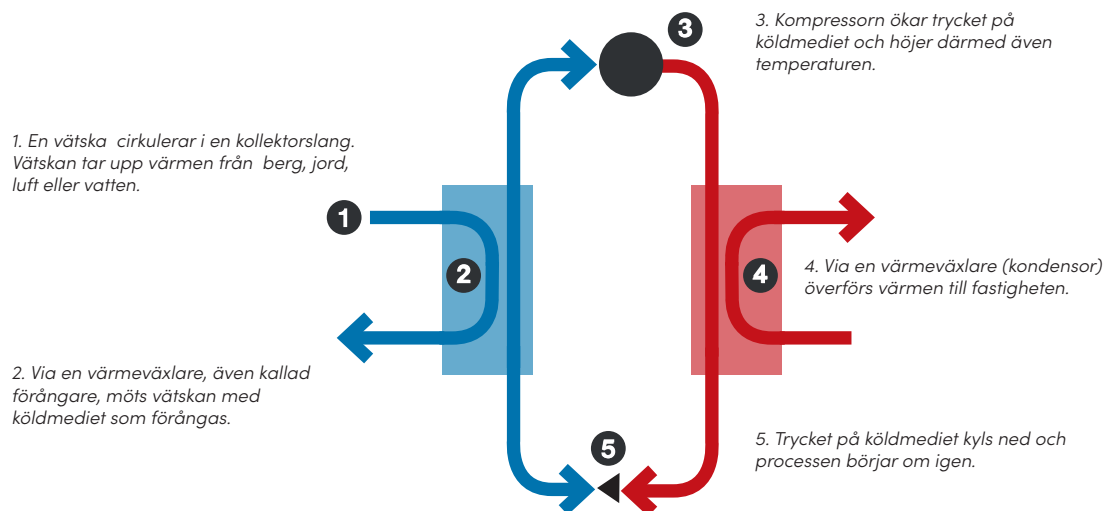 3. Kompressorn ökar trycket på
köldmediet och höjer därmed även
temperaturen.
3
1. En vätska cirkulerar i en kollektorslang.
Vätskan tar upp värmen från berg, jord,
luft eller vatten.
1
2
4
4. Via en värmeväxlare (kondensor)
överförs värmen till fastigheten.
2. Via en värmeväxlare, även kallad
förångare, möts vätskan med
köldmediet som förångas.
5
5. Trycket på köldmediet kyls ned och
processen börjar om igen.